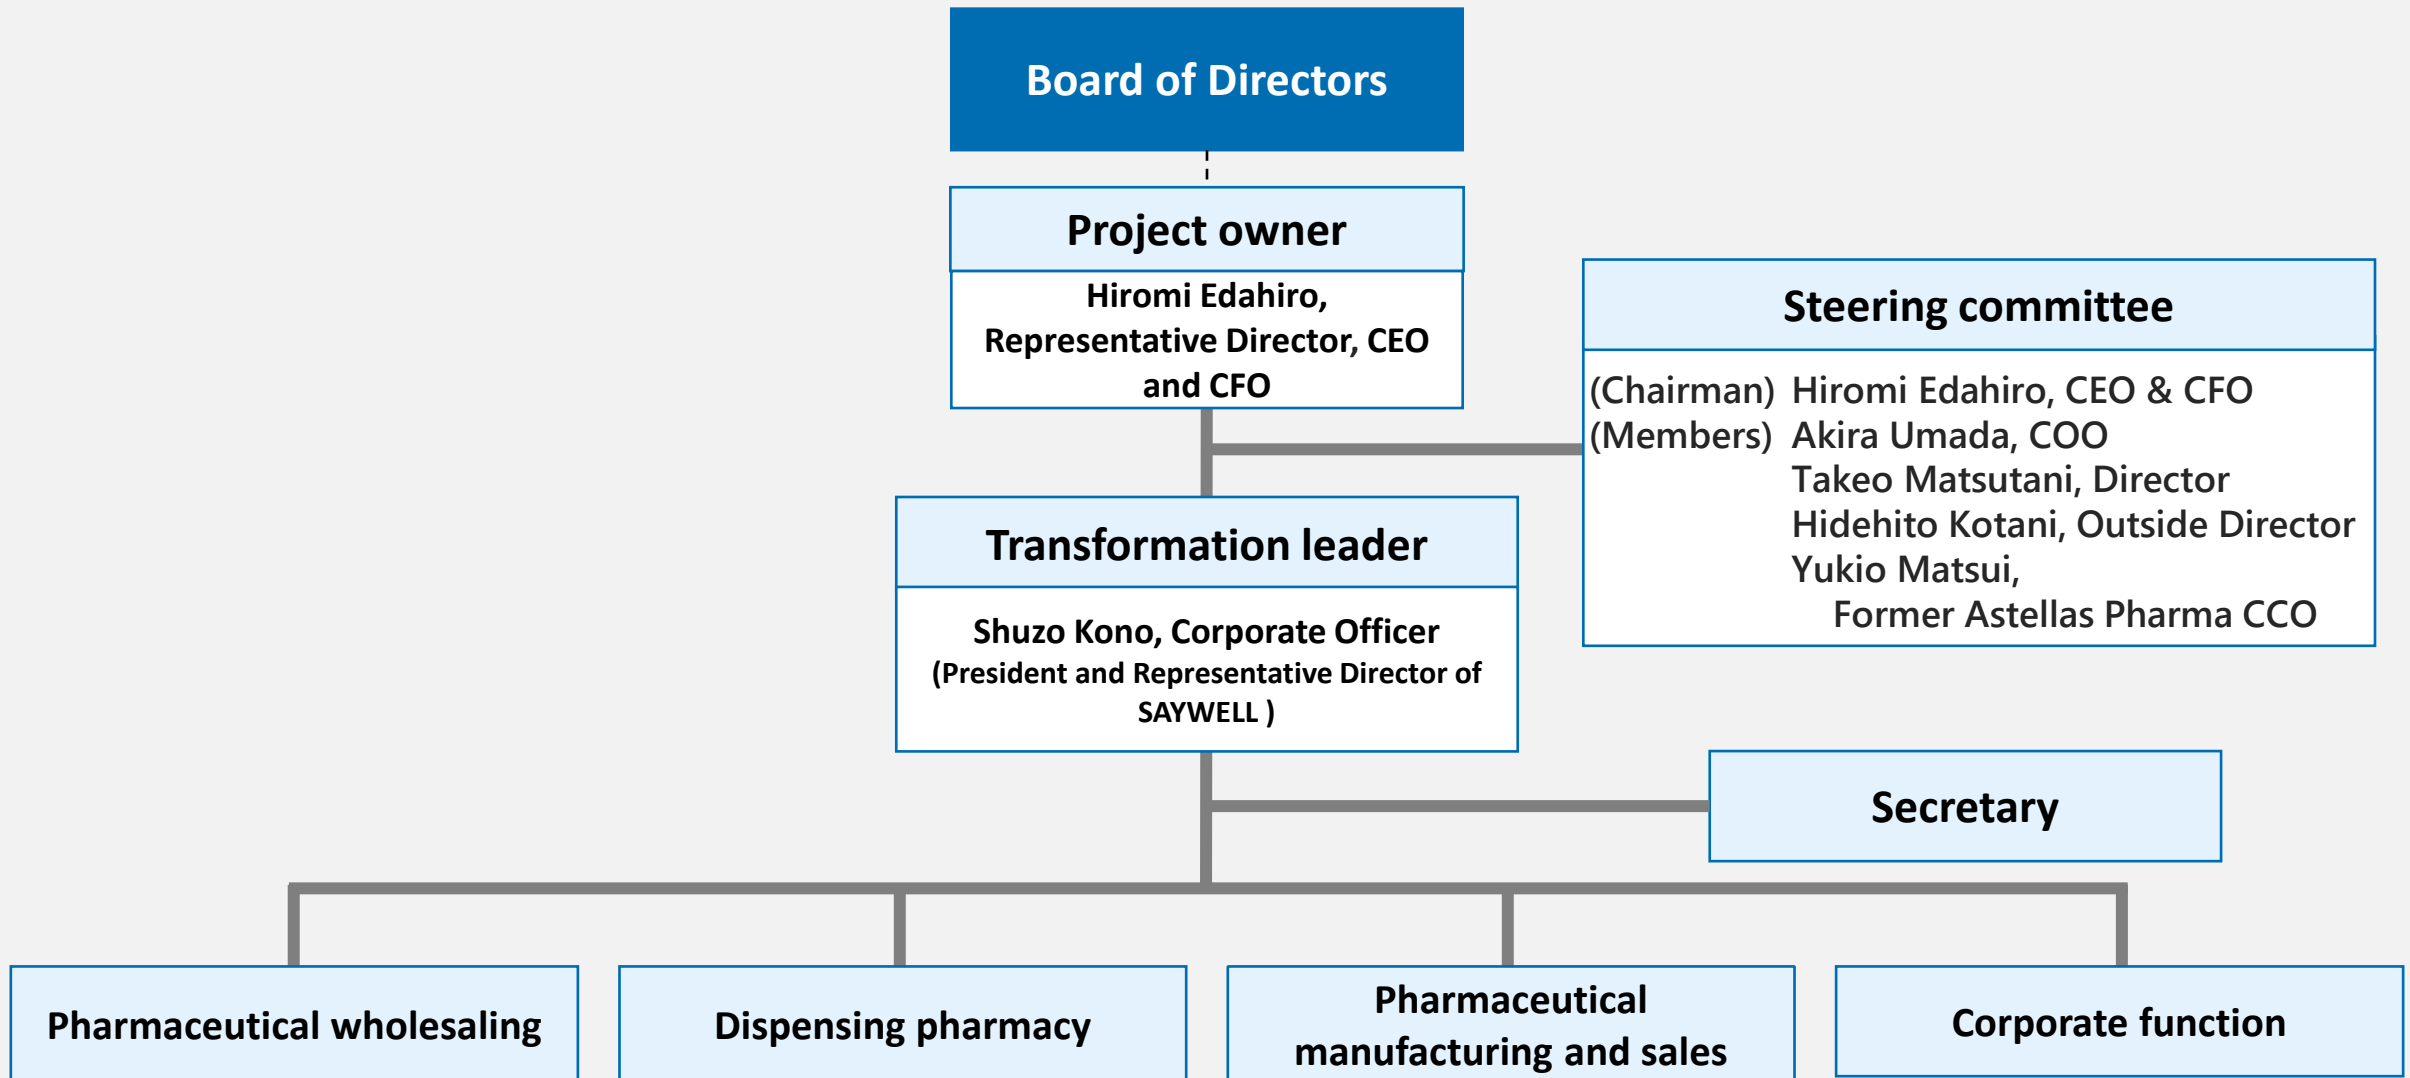 Board of Directors
Project owner
Hiromi Edahiro,
Representative Director, CEO
and CFO
Steering committee
(Chairman) Hiromi Edahiro, CEO & CFO
(Members) Akira Umada, COO
Takeo Matsutani, Director
Hidehito Kotani, Outside Director
Yukio Matsui,
Former Astellas Pharma CCO
Transformation leader
Shuzo Kono, Corporate Officer
(President and Representative Director of
SAYWELL )
Secretary
Pharmaceutical wholesaling
Dispensing pharmacy
Pharmaceutical
manufacturing and sales
Corporate function